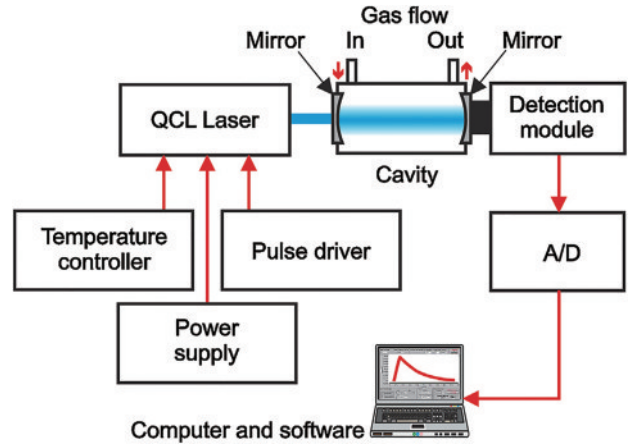 Gas flow
Mirror
In
Out
Mirror
QCL Laser
Detection
module
Cavity
Temperature
controller
Pulse driver
A/D
Power
supply
Computer and software